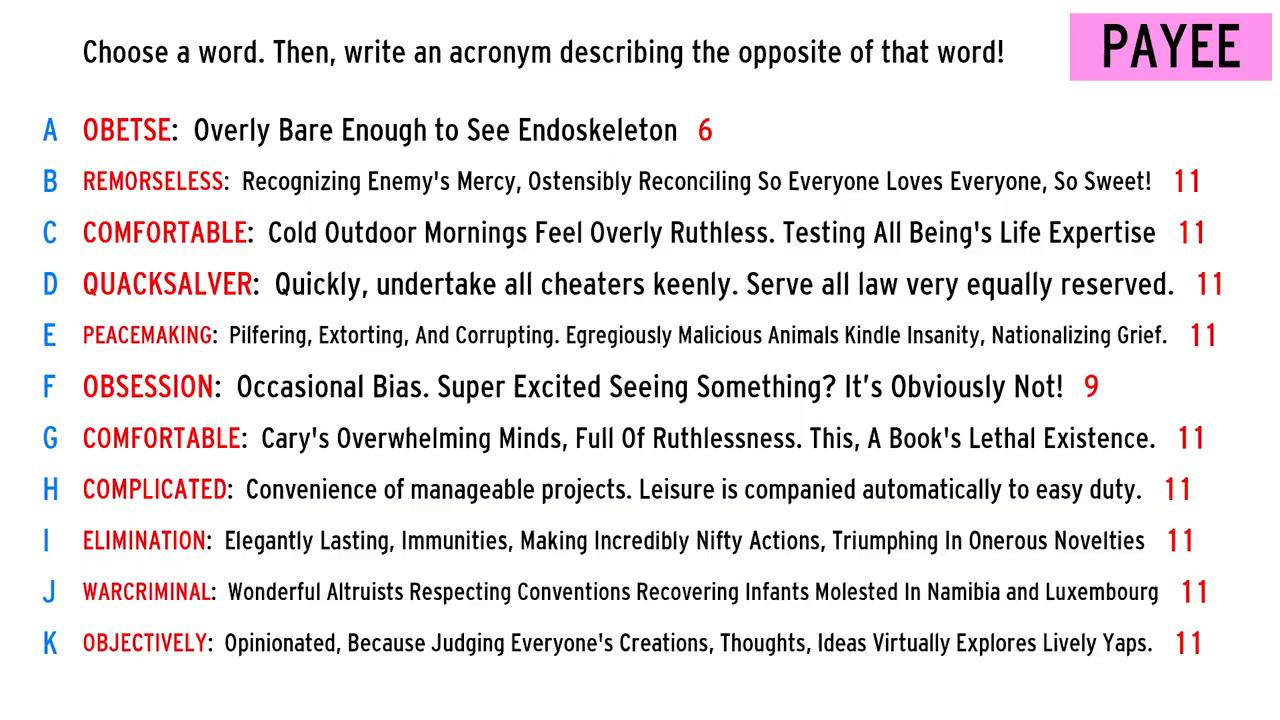 Choose a word. Then, write an acronym describing the opposite of that word!
PAYEE
A OBETSE: Overly Bare Enough to See Endoskeleton 6
B REMORSELESS: Recognizing Enemy's Mercy, Ostensibly Reconciling So Everyone Loves Everyone, So Sweet! 11
C COMFORTABLE: Cold Outdoor Mornings Feel Overly Ruthless. Testing All Being's Life Expertise 11
D QUACKSALVER: Quickly, undertake all cheaters keenly. Serve all law very equally reserved. 11
E PEACEMAKING: Pilfering, Extorting, And Corrupting. Egregiously Malicious Animals Kindle Insanity, Nationalizing Grief. 11
F OBSESSION: Occasional Bias. Super Excited Seeing Something? It’s Obviously Not! 9
G COMFORTABLE: Cary's Overwhelming Minds, Full Of Ruthlessness. This, A Book's Lethal Existence. 11
H COMPLICATED: Convenience of manageable projects. Leisure is companied automatically to easy duty. 11
I ELIMINATION: Elegantly Lasting, Immunities, Making Incredibly Nifty Actions, Triumphing In Onerous Novelties 11
J WARCRIMINAL: Wonderful Altruists Respecting Conventions Recovering Infants Molested In Namibia and Luxembourg 11
K OBJECTIVELY: Opinionated, Because Judging Everyone's Creations, Thoughts, Ideas Virtually Explores Lively Yaps. 11